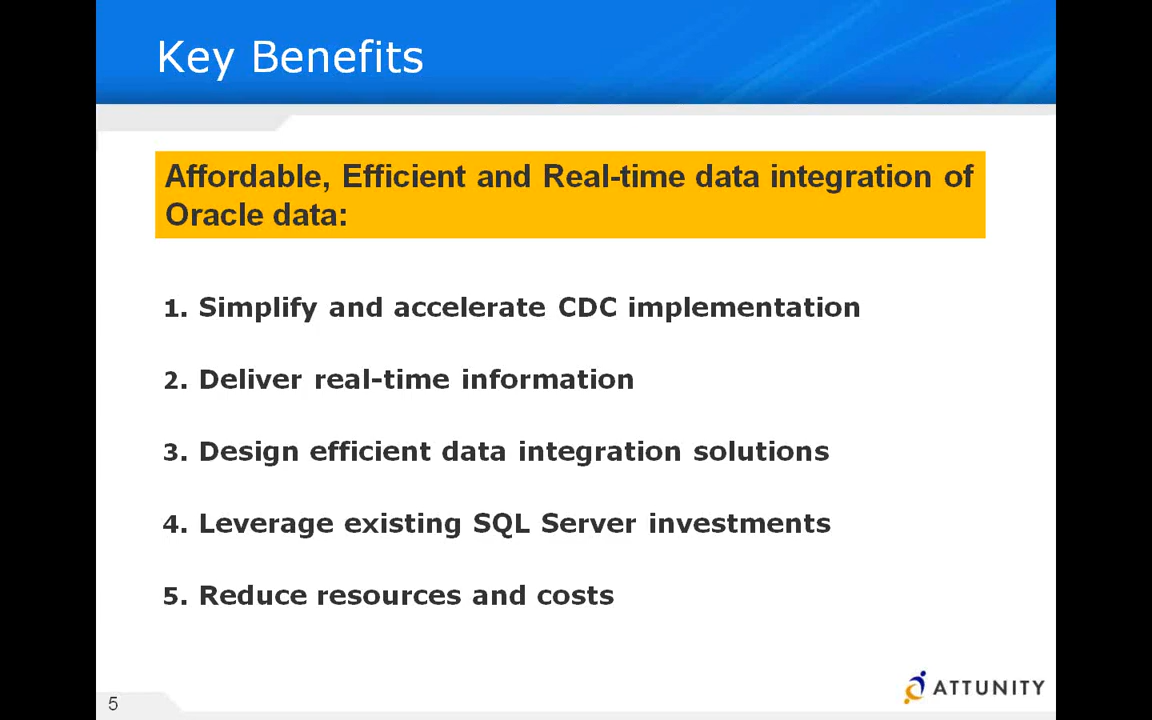 Key Benefits
Affordable, Efficient and Real-time data integration of
Oracle data:
1. Simplify and accelerate CDC implementation
2. Deliver real-time information
3. Design efficient data integration solutions
4. Leverage existing SQL Server investments
5. Reduce resources and costs
5
ATTUNITY